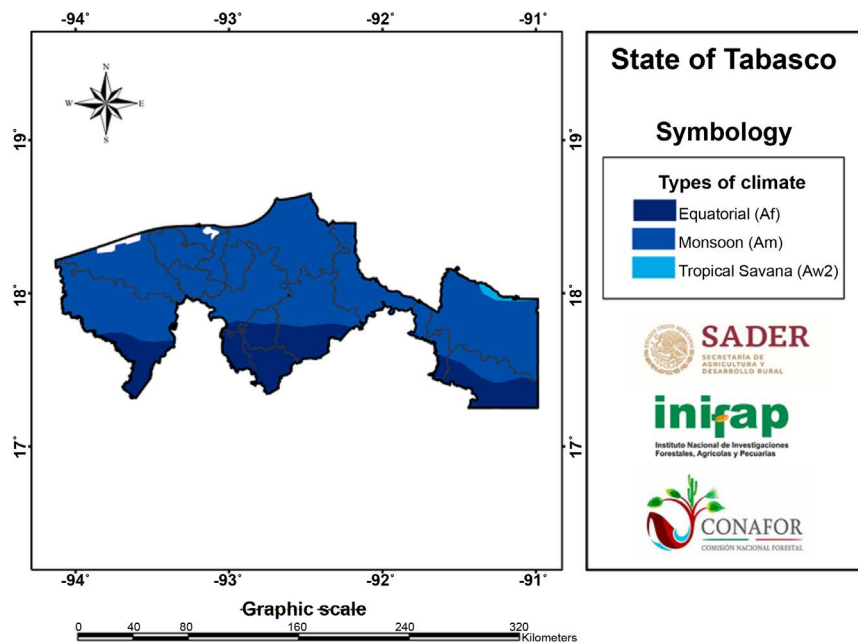 -94°
-93°
-92°
-91°
State of Tabasco
N
W
E
S
19°
19°
Symbology
Types of climate
Equatorial (Af)
Monsoon (Am)
Tropical Savana (Aw2)
18°
18°
SADER
SECRETARÍA DE
AGRICULTURA Y
DESARROLLO RURAL
inifap
Instituto Nacional de Investigaciones
Forestales, Agrícolas y Pecuarias
17°
17°
CONAFOR
COMISIÓN NACIONAL FORESTAL
-94°
-93°
-92°
-91°
Graphic scale
0 40 80 160 240 320
Kilometers